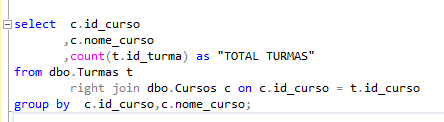 select c.id_curso
,c.nome_curso
,count(t.id_turma) as "TOTAL TURMAS"
from dbo.Turmas t
right join dbo.Cursos c on c.id_curso = t.id_curso
group by c.id_curso,c.nome_curso;